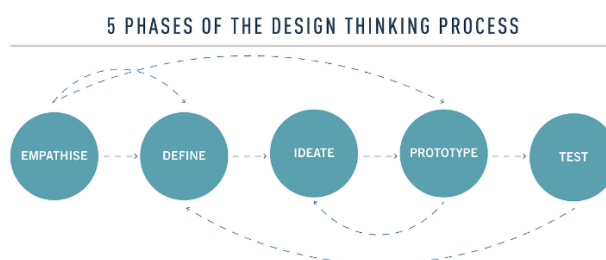 5 PHASES OF THE DESIGN THINKING PROCESS
EMPATHISE
DEFINE
IDEATE
PROTOTYPE
TEST